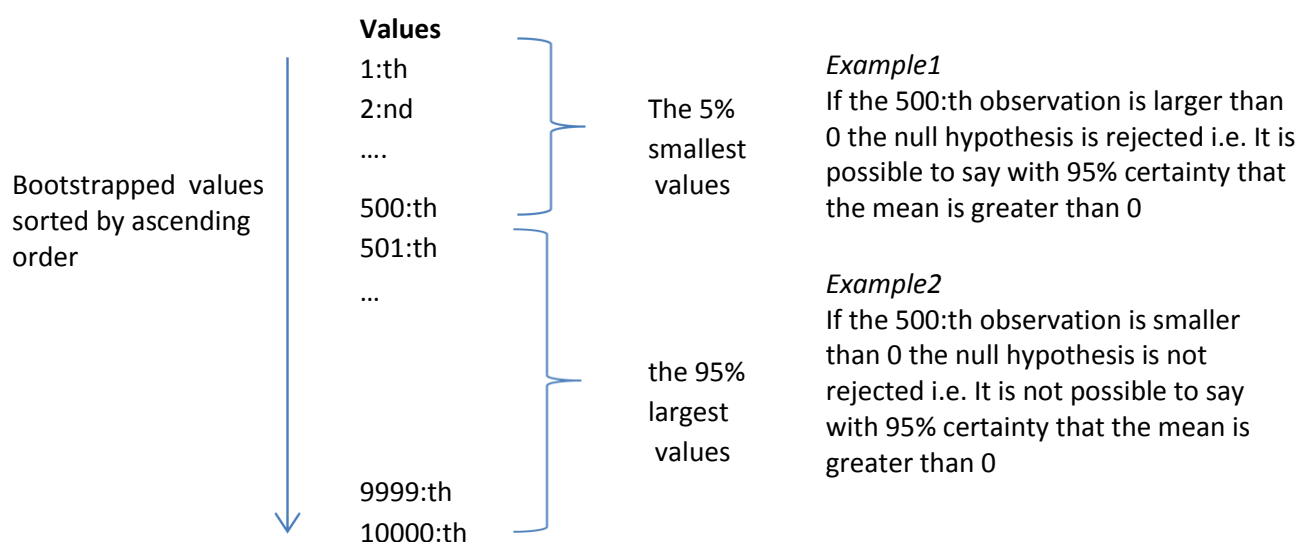 Values
1:th
2:nd
....
500:th
501:th
...
9999:th
10000:th
Bootstrapped values
sorted by ascending
order
The 5%
smallest
values
the 95%
largest
values
Example1
If the 500:th observation is larger than
0 the null hypothesis is rejected i.e. It is
possible to say with 95% certainty that
the mean is greater than 0
Example2
If the 500:th observation is smaller
than 0 the null hypothesis is not
rejected i.e. It is not possible to say
with 95% certainty that the mean is
greater than 0